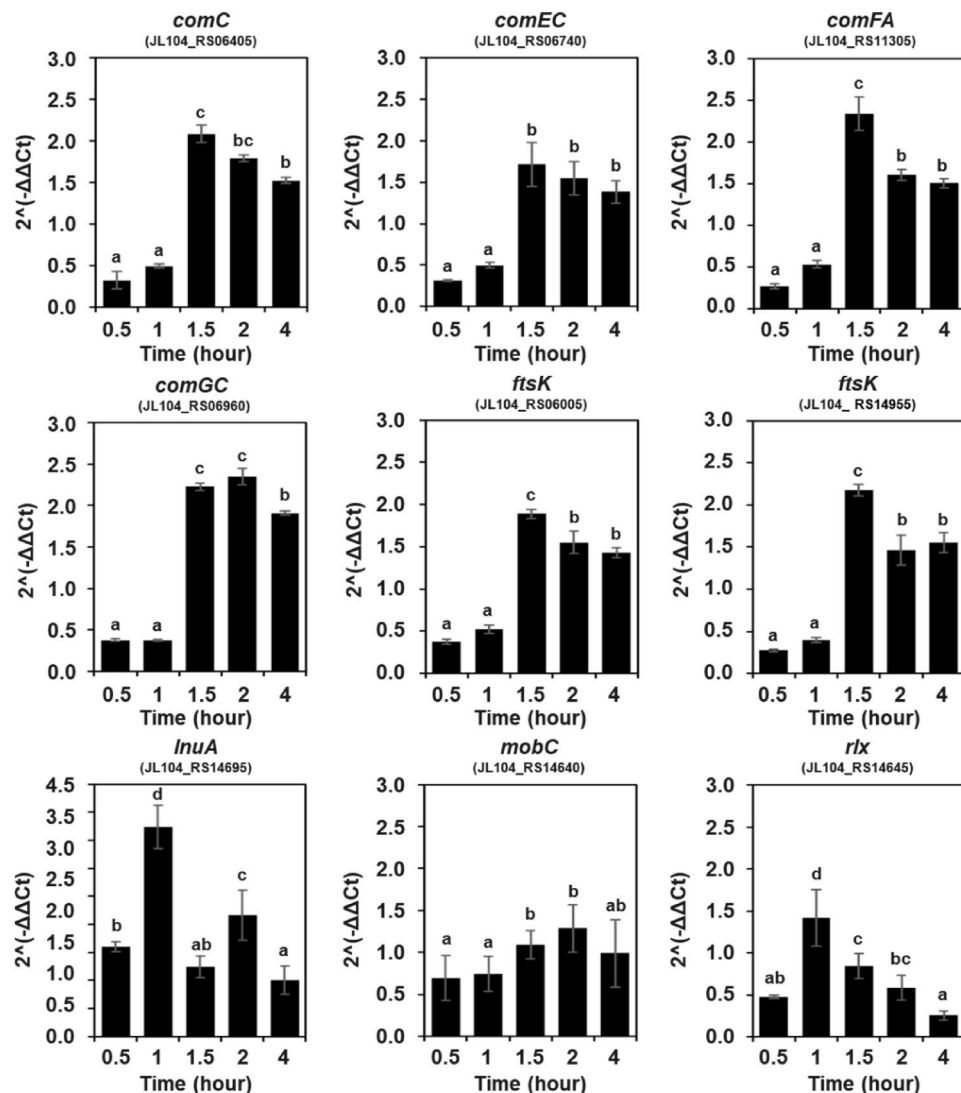 comC
(JL104_RS06405)
3.0
2.5
2.0
1.5
1.0
0.5
0.0
2^(-ΔΔCt)
a a c bc b
0.5 1 1.5 2 4
Time (hour)
comEC
(JL104_RS06740)
3.0
2.5
2.0
1.5
1.0
0.5
0.0
2^(-ΔΔCt)
a a b b b
0.5 1 1.5 2 4
Time (hour)
comFA
(JL104_RS11305)
3.0
2.5
2.0
1.5
1.0
0.5
0.0
2^(-ΔΔCt)
a a c b b
0.5 1 1.5 2 4
Time (hour)
comGC
(JL104_RS06960)
3.0
2.5
2.0
1.5
1.0
0.5
0.0
2^(-ΔΔCt)
a a c c b
0.5 1 1.5 2 4
Time (hour)
ftsK
(JL104_RS06005)
3.0
2.5
2.0
1.5
1.0
0.5
0.0
2^(-ΔΔCt)
a a c b b
0.5 1 1.5 2 4
Time (hour)
ftsK
(JL104_ RS14955)
3.0
2.5
2.0
1.5
1.0
0.5
0.0
2^(-ΔΔCt)
a a c b b
0.5 1 1.5 2 4
Time (hour)
lnuA
(JL104_RS14695)
4.5
3.5
3.0
2.5
2.0
1.5
1.0
0.5
0.0
2^(-ΔΔCt)
b d ab c a
0.5 1 1.5 2 4
Time (hour)
mobC
(JL104_RS14640)
3.0
2.5
2.0
1.5
1.0
0.5
0.0
2^(-ΔΔCt)
a a b b ab
0.5 1 1.5 2 4
Time (hour)
rlx
(JL104_RS14645)
3.0
2.5
2.0
1.5
1.0
0.5
0.0
2^(-ΔΔCt)
ab d c bc a
0.5 1 1.5 2 4
Time (hour)